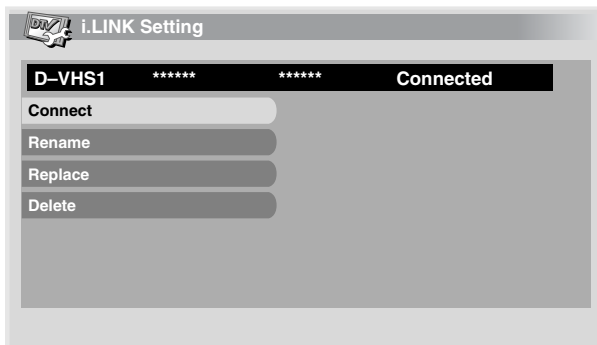 DTV i.LINK Setting
D–VHS1 ****** ****** Connected
Connect
Rename
Replace
Delete